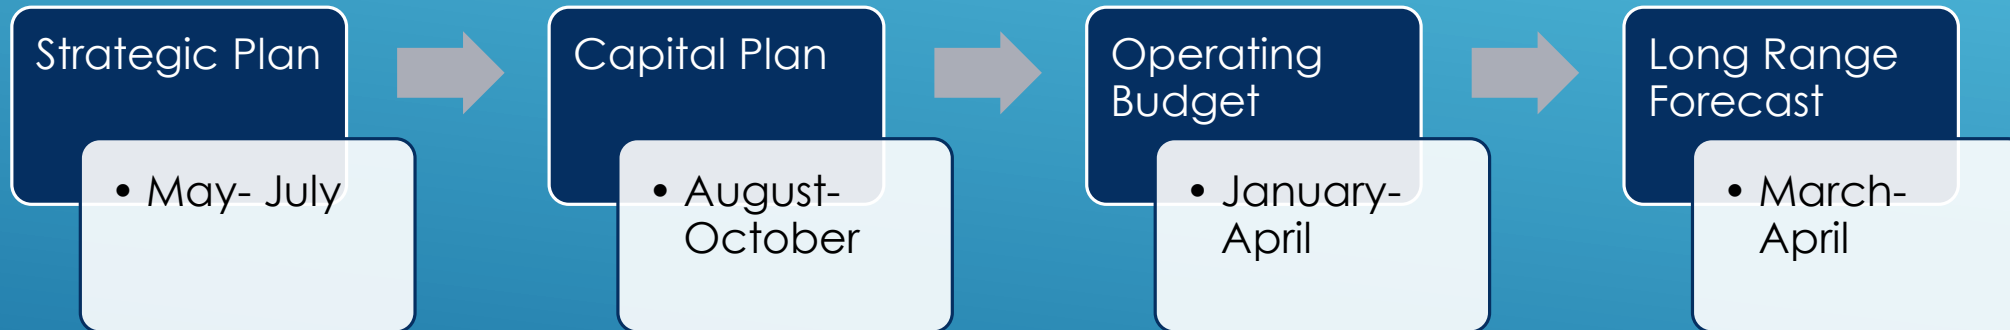 Strategic Plan
• May- July
Capital Plan
• August-
October
Operating
Budget
• January-
April
Long Range
Forecast
• March-
April